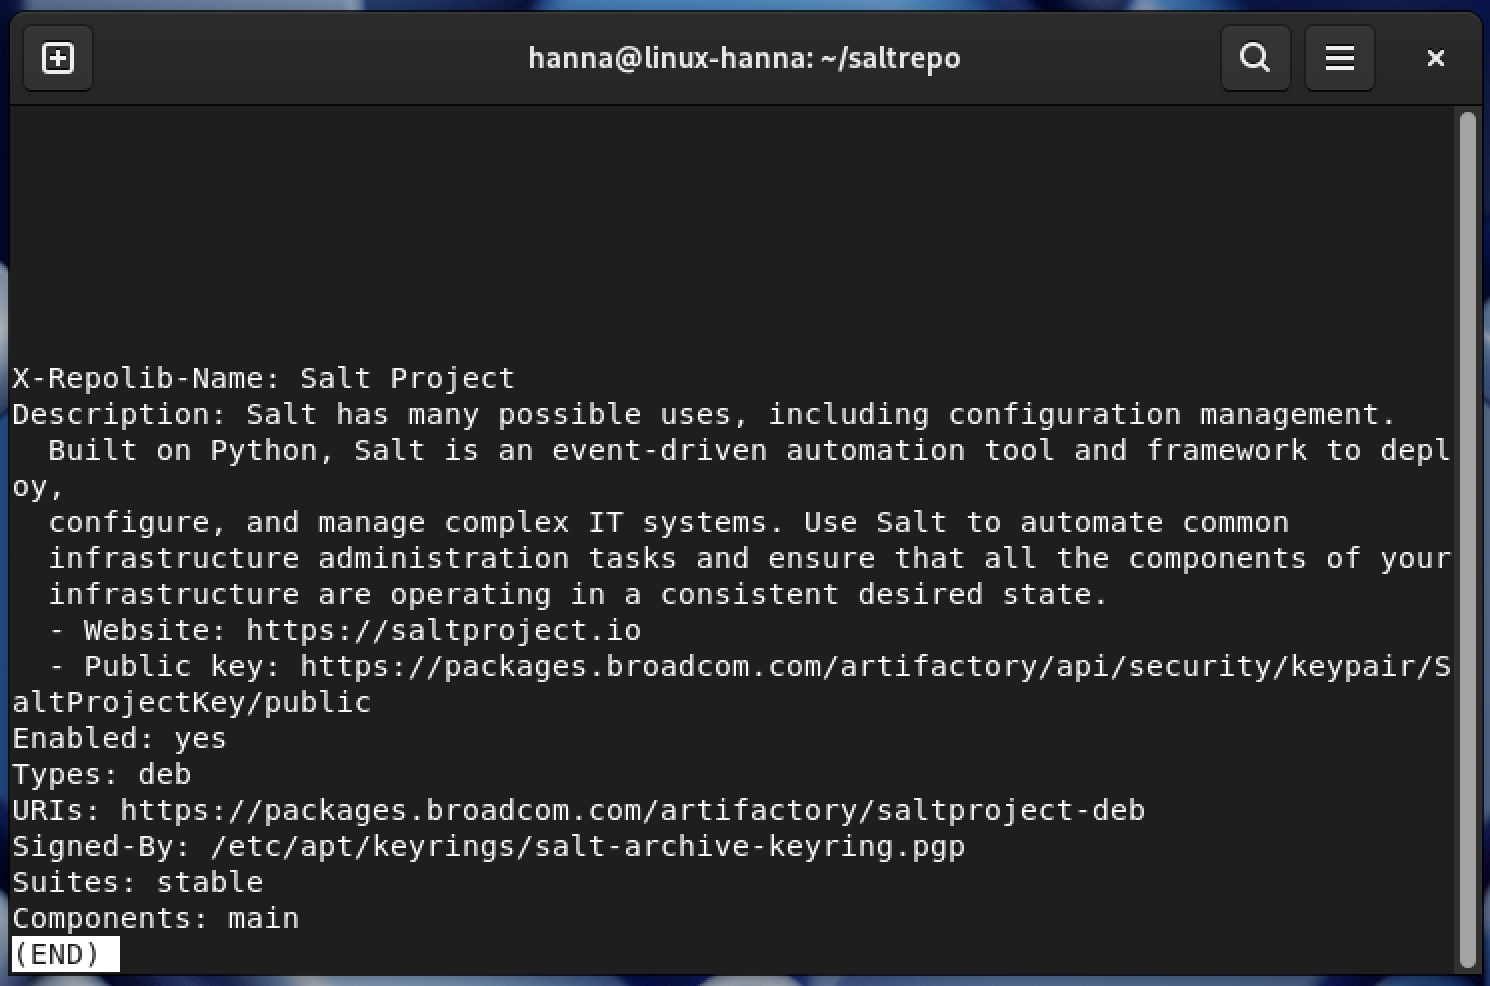 hanna@linux-hanna: ~/saltrepo
X-Repolib-Name: Salt Project
Description: Salt has many possible uses, including configuration management.
  Built on Python, Salt is an event-driven automation tool and framework to depl
oy,
  configure, and manage complex IT systems. Use Salt to automate common
  infrastructure administration tasks and ensure that all the components of your
  infrastructure are operating in a consistent desired state.
  - Website: https://saltproject.io
  - Public key: https://packages.broadcom.com/artifactory/api/security/keypair/S
altProjectKey/public
Enabled: yes
Types: deb
URIs: https://packages.broadcom.com/artifactory/saltproject-deb
Signed-By: /etc/apt/keyrings/salt-archive-keyring.pgp
Suites: stable
Components: main
(END)